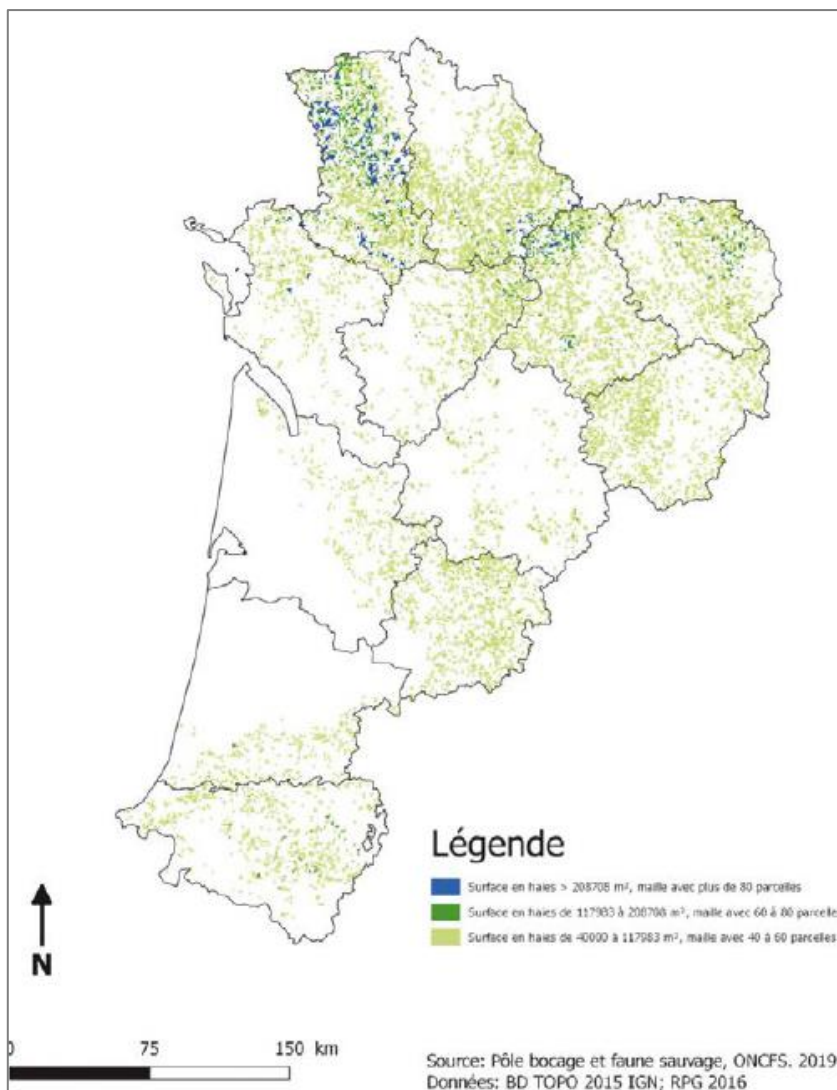 Légende
Surface en haies > 208708 m², maille avec plus de 80 parcelles
Surface en haies de 117983 à 208708 m², maille avec 60 à 80 parcelle
Surface en haies de 40000 à 117983 m², maille avec 40 à 60 parcelles
N
0 75 150 km
Source: Pôle bocage et faune sauvage, ONCFS. 2019
Données: BD TOPO 2015 IGN; RPG 2016